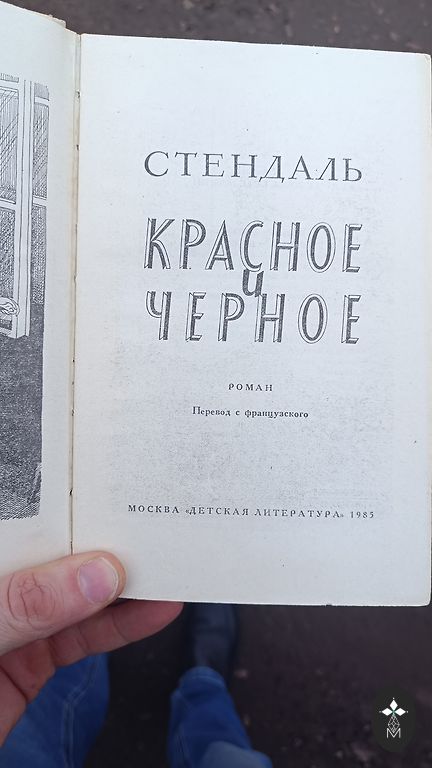 СТЕНДАЛЬ
КРАСНОЕ
И
ЧЕРНОЕ
РОМАН
Перевод с французского
МОСКВА «ДЕТСКАЯ ЛИТЕРАТУРА» 1985
М